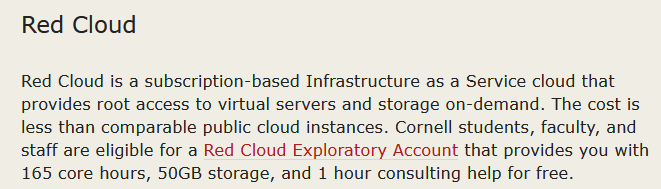 Red Cloud
Red Cloud is a subscription-based Infrastructure as a Service cloud that
provides root access to virtual servers and storage on-demand. The cost is
less than comparable public cloud instances. Cornell students, faculty, and
staff are eligible for a Red Cloud Exploratory Account that provides you with
165 core hours, 50GB storage, and 1 hour consulting help for free.